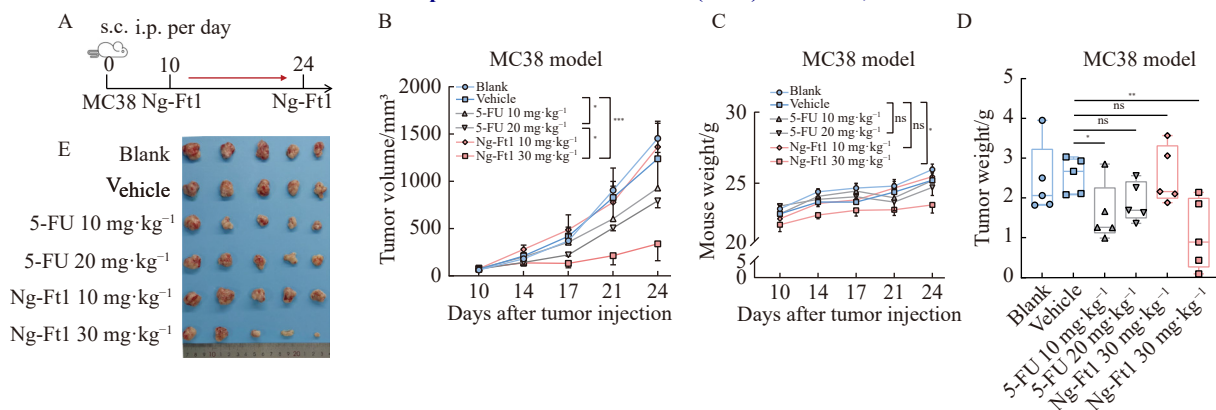 A
s.c. i.p. per day
0 10 24
MC38 Ng-Ft1 Ng-Ft1
E
Blank
Vehicle
5-FU 10 mg·kg⁻¹
5-FU 20 mg·kg⁻¹
Ng-Ft1 10 mg·kg⁻¹
Ng-Ft1 30 mg·kg⁻¹
B
MC38 model
Tumor volume/mm³
2000
1500
1000
500
0
Blank
Vehicle
5-FU 10 mg·kg⁻¹
5-FU 20 mg·kg⁻¹
Ng-Ft1 10 mg·kg⁻¹
Ng-Ft1 30 mg·kg⁻¹
*
*
***
10 14 17 21 24
Days after tumor injection
C
MC38 model
Mouse weight/g
30
25
20
5
0
Blank
Vehicle
5-FU 10 mg·kg⁻¹
5-FU 20 mg·kg⁻¹
Ng-Ft1 10 mg·kg⁻¹
Ng-Ft1 30 mg·kg⁻¹
ns
ns
*
10 14 17 21 24
Days after tumor injection
D
MC38 model
Tumor weight/g
5
4
3
2
1
0
**
ns
ns
*
Blank
Vehicle
5-FU 10 mg·kg⁻¹
5-FU 20 mg·kg⁻¹
Ng-Ft1 30 mg·kg⁻¹
Ng-Ft1 30 mg·kg⁻¹